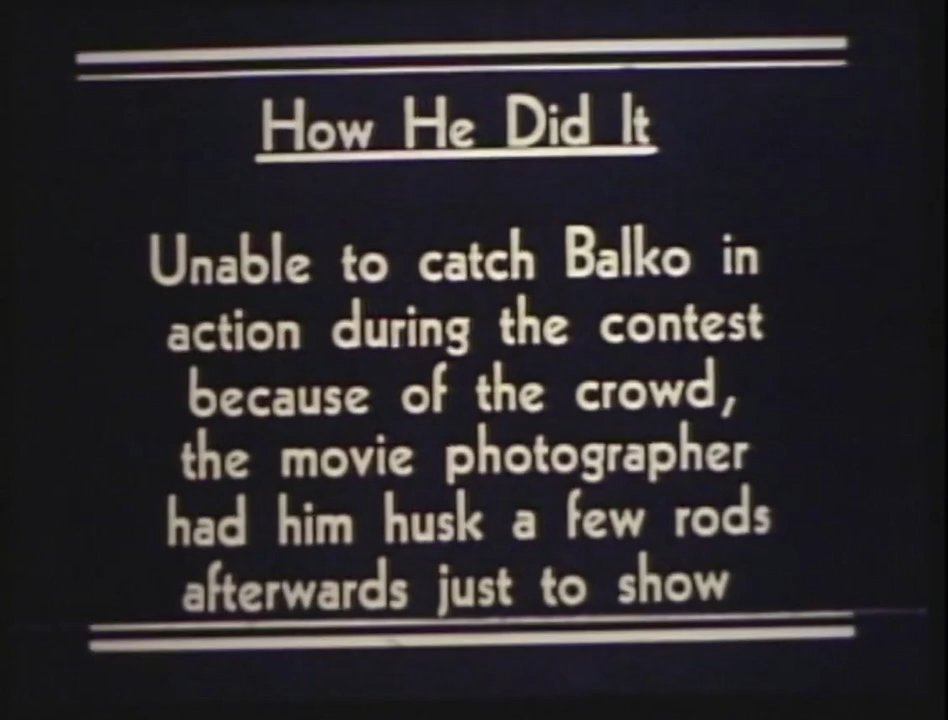 How He Did It
Unable to catch Balko in
action during the contest
because of the crowd,
the movie photographer
had him husk a few rods
afterwards just to show